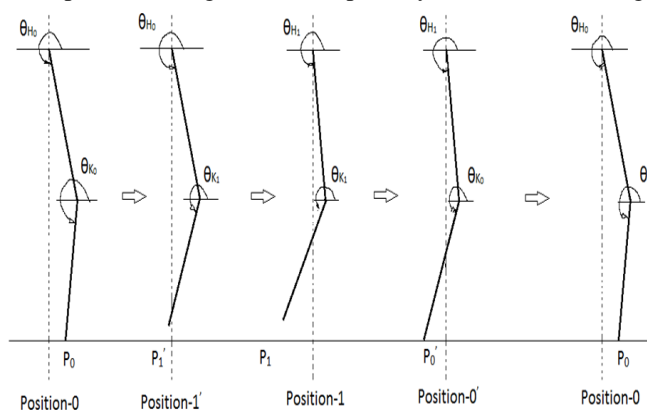 θH₀ θH₀ θH₁ θH₁ θH₀
θK₀ θK₁ θK₁ θK₀ θ
P₀ P₁′ P₁ P₀′ P₀
Position-0 Position-1′ Position-1 Position-0′ Position-0